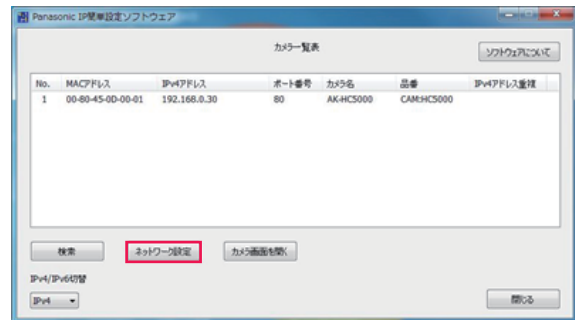 Panasonic IP簡単設定ソフトウェア
カメラ一覧表
ソフトウェアについて
No. MACアドレス IPv4アドレス ポート番号 カメラ名 品番 IPv4アドレス重複
1 00-80-45-0D-00-01 192.168.0.30 80 AK-HC5000 CAM:HC5000
検索 ネットワーク設定 カメラ画面を開く
IPv4/IPv6切替
IPv4
閉じる